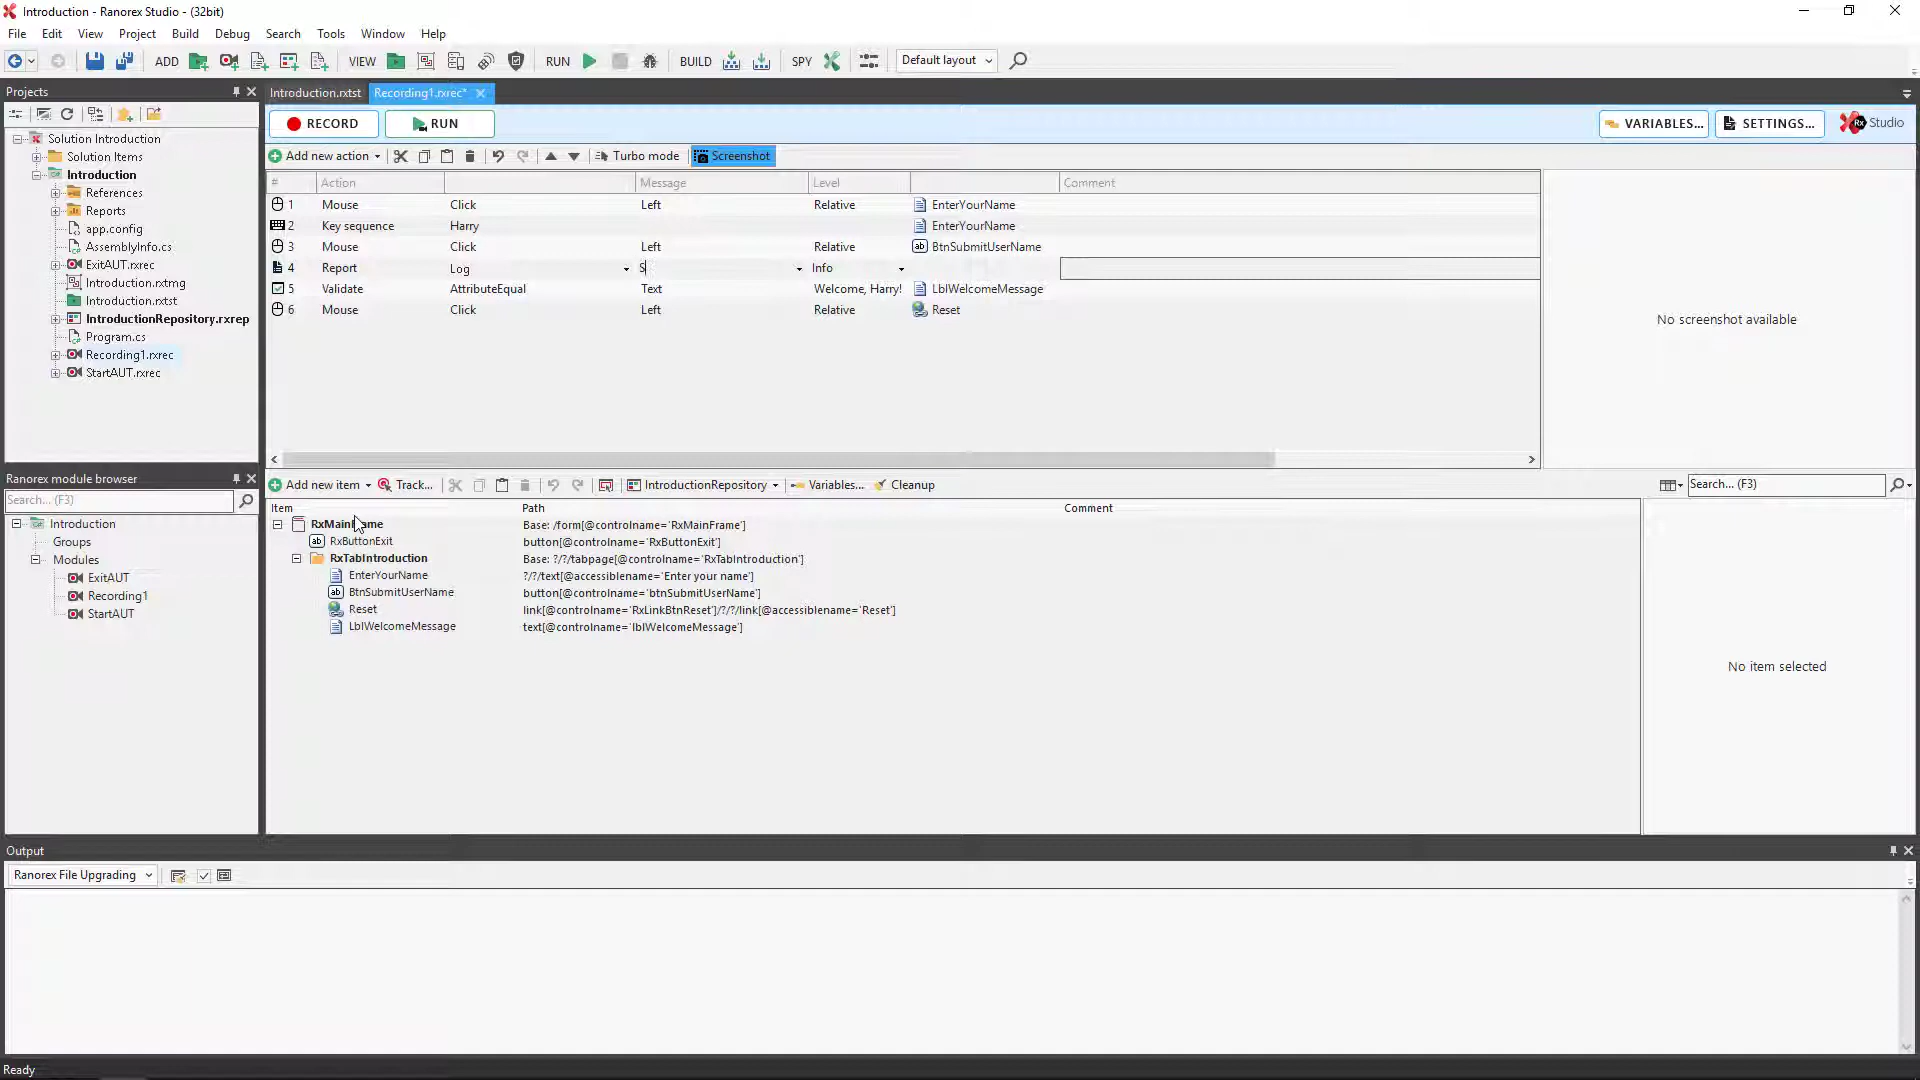 Introduction - Ranorex Studio - (32bit)
File Edit View Project Build Debug Search Tools Window Help
ADD VIEW RUN BUILD SPY Default layout
Projects
Introduction.rxtst Recording1.rxrec*
RECORD RUN VARIABLES... SETTINGS... Rx Studio
Solution Introduction
Solution Items
Introduction
References
Reports
app.config
AssemblyInfo.cs
ExitAUT.rxrec
Introduction.rxtmg
Introduction.rxtst
IntroductionRepository.rxrep
Program.cs
Recording1.rxrec
StartAUT.rxrec
Add new action Turbo mode Screenshot
# Action Message Level Comment
1 Mouse Click Left Relative EnterYourName
2 Key sequence Harry EnterYourName
3 Mouse Click Left Relative BtnSubmitUserName
4 Report Log S Info
5 Validate AttributeEqual Text Welcome, Harry! LblWelcomeMessage
6 Mouse Click Left Relative Reset
No screenshot available
Ranorex module browser
Search... (F3)
Introduction
Groups
Modules
ExitAUT
Recording1
StartAUT
Add new item Track... IntroductionRepository Variables... Cleanup Search... (F3)
Item Path Comment
RxMainFrame Base: /form[@controlname='RxMainFrame']
RxButtonExit button[@controlname='RxButtonExit']
RxTabIntroduction Base: ?/?/tabpage[@controlname='RxTabIntroduction']
EnterYourName ?/?/text[@accessiblename='Enter your name']
BtnSubmitUserName button[@controlname='btnSubmitUserName']
Reset link[@controlname='RxLinkBtnReset']/?/?/link[@accessiblename='Reset']
LblWelcomeMessage text[@controlname='lblWelcomeMessage']
No item selected
Output
Ranorex File Upgrading
Ready